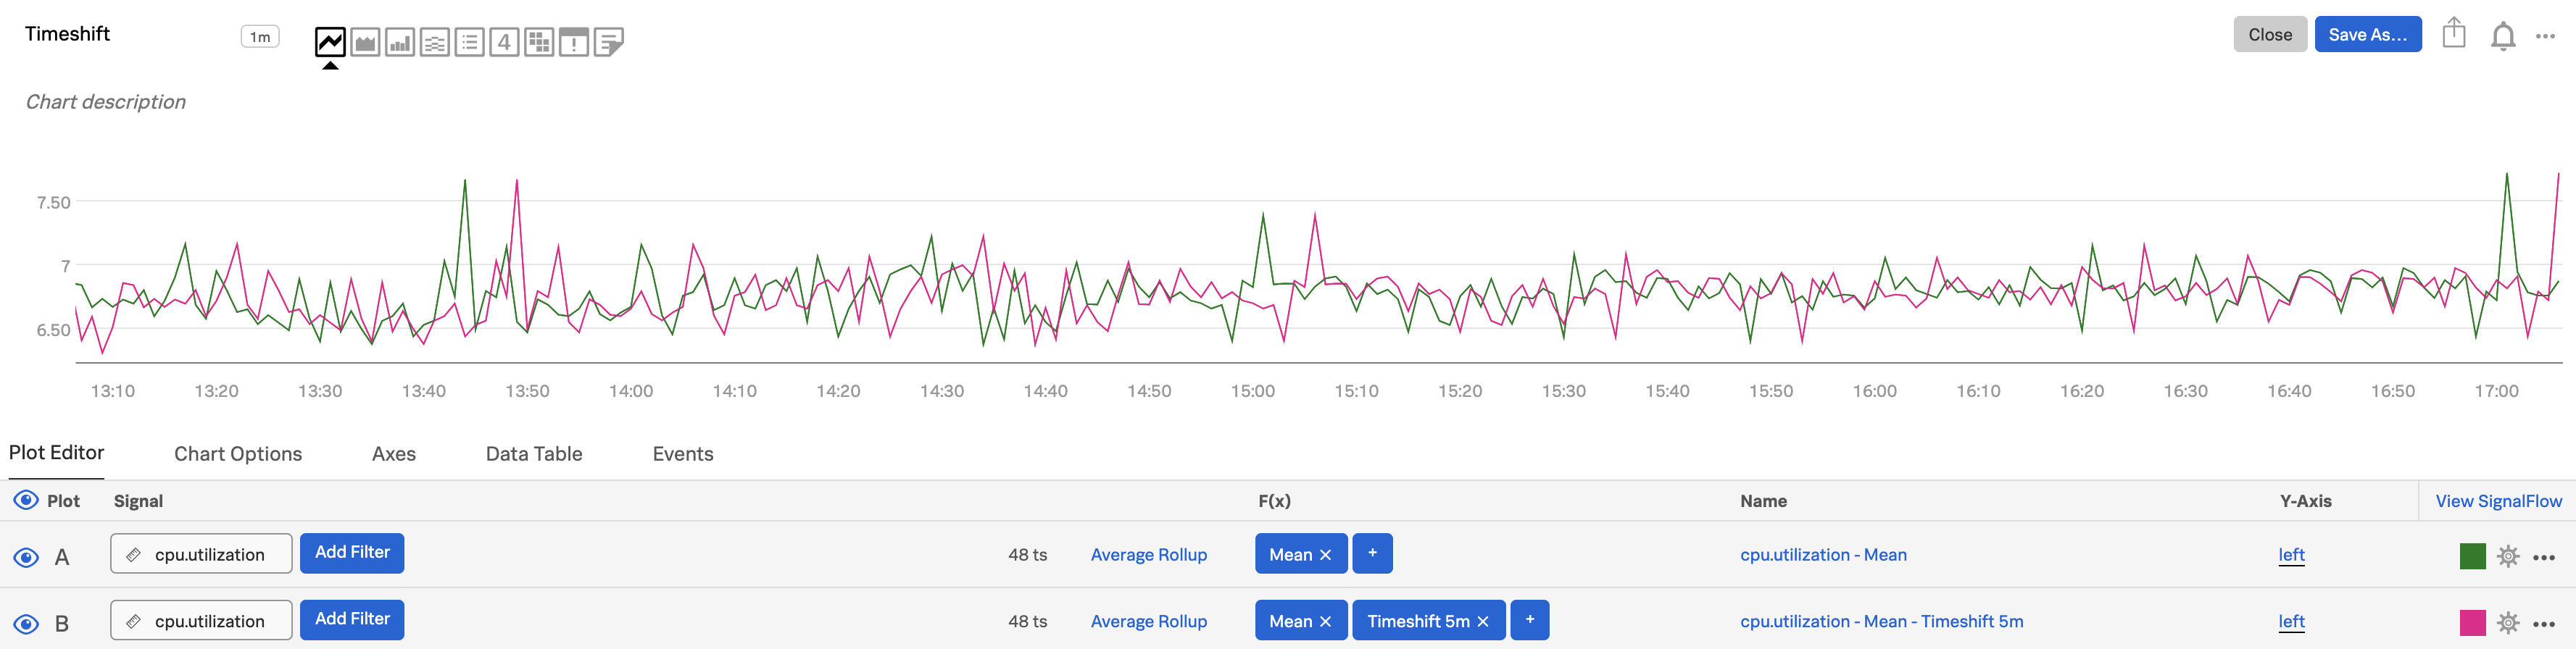 Timeshift 1m 4 Close Save As...
Chart description
7.50
7
6.50
13:10 13:20 13:30 13:40 13:50 14:00 14:10 14:20 14:30 14:40 14:50 15:00 15:10 15:20 15:30 15:40 15:50 16:00 16:10 16:20 16:30 16:40 16:50 17:00
Plot Editor Chart Options Axes Data Table Events
Plot Signal F(x) Name Y-Axis View SignalFlow
A cpu.utilization Add Filter 48 ts Average Rollup Mean × + cpu.utilization - Mean left
B cpu.utilization Add Filter 48 ts Average Rollup Mean × Timeshift 5m × + cpu.utilization - Mean - Timeshift 5m left